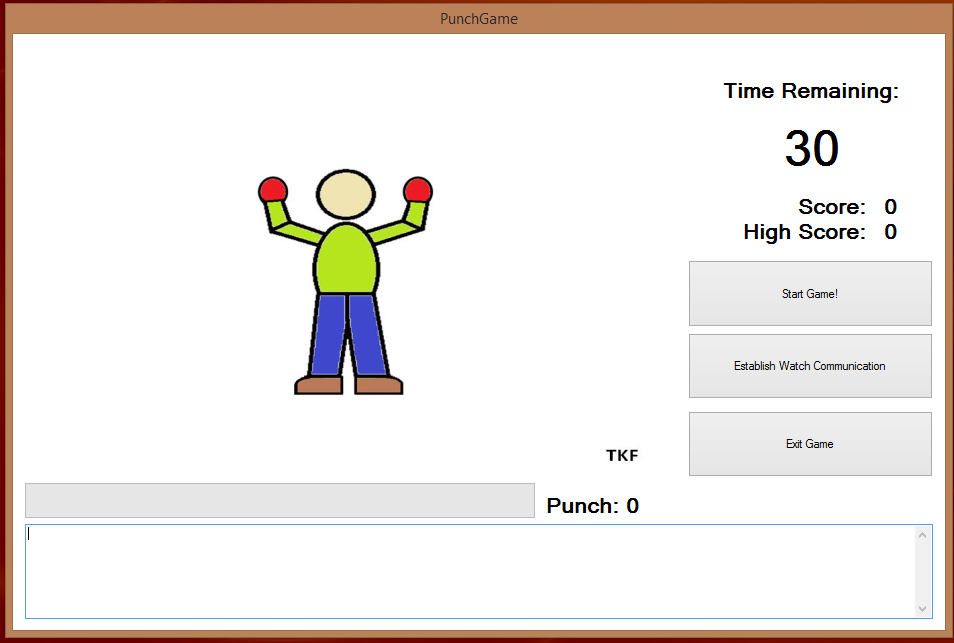 PunchGame
Time Remaining:
30
Score: 0
High Score: 0
Start Game!
Establish Watch Communication
Exit Game
TKF
Punch: 0